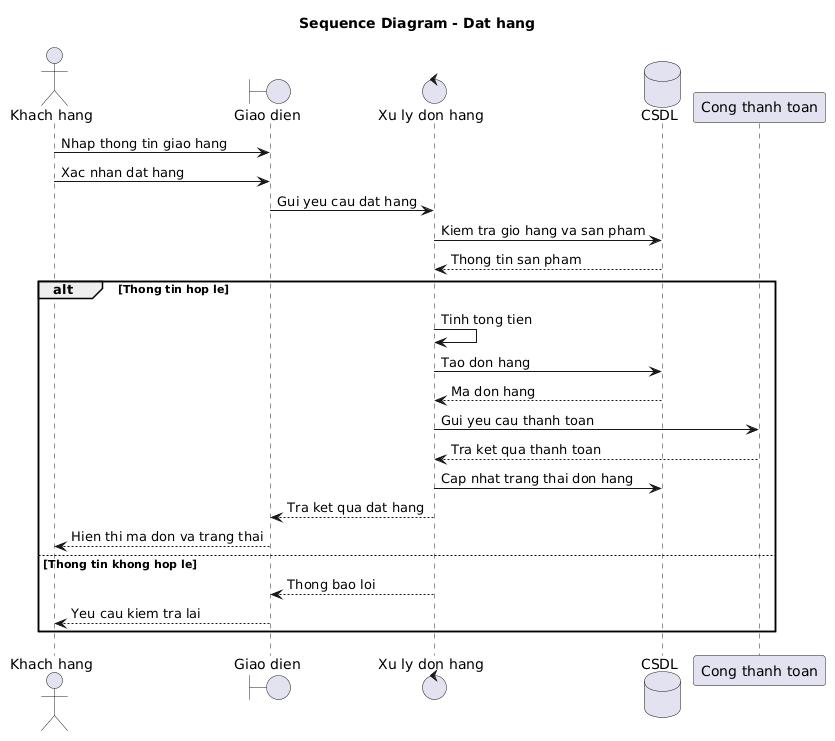 Sequence Diagram - Dat hang
Khach hang
Giao dien
Xu ly don hang
CSDL
Cong thanh toan
Nhap thong tin giao hang
Xac nhan dat hang
Gui yeu cau dat hang
Kiem tra gio hang va san pham
Thong tin san pham
alt
[Thong tin hop le]
Tinh tong tien
Tao don hang
Ma don hang
Gui yeu cau thanh toan
Tra ket qua thanh toan
Cap nhat trang thai don hang
Tra ket qua dat hang
Hien thi ma don va trang thai
[Thong tin khong hop le]
Thong bao loi
Yeu cau kiem tra lai
Khach hang
Giao dien
Xu ly don hang
CSDL
Cong thanh toan